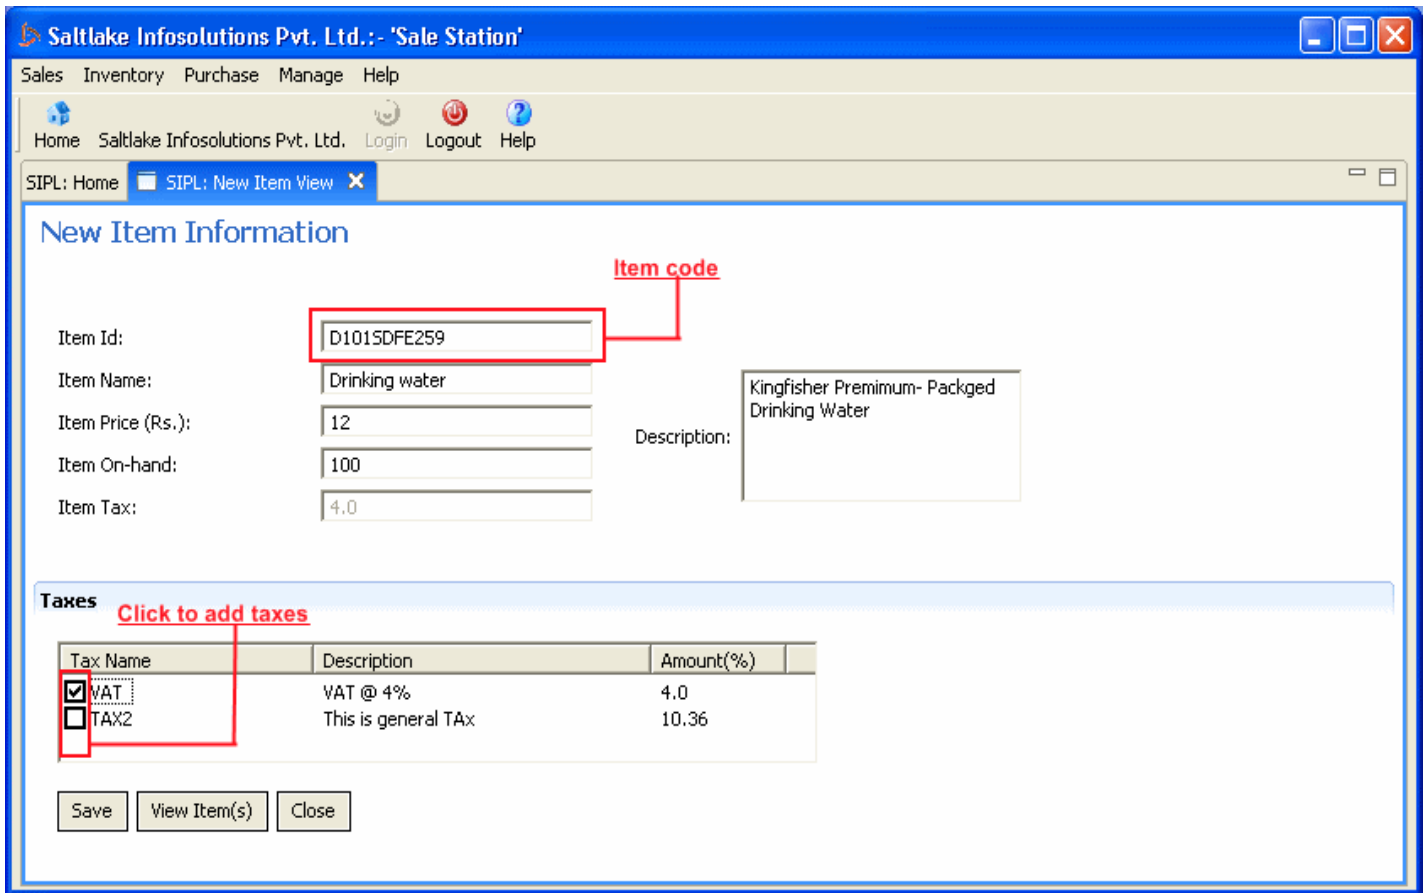 Saltlake Infosolutions Pvt. Ltd.:- 'Sale Station'
Sales Inventory Purchase Manage Help
Home Saltlake Infosolutions Pvt. Ltd. Login Logout Help
SIPL: Home SIPL: New Item View
New Item Information
Item code
Item Id: D101SDFE259
Item Name: Drinking water
Item Price (Rs.): 12
Item On-hand: 100
Item Tax: 4.0
Description: Kingfisher Premimum- Packged
Drinking Water
Taxes
Click to add taxes
Tax Name Description Amount(%)
VAT VAT @ 4% 4.0
TAX2 This is general TAx 10.36
Save View Item(s) Close